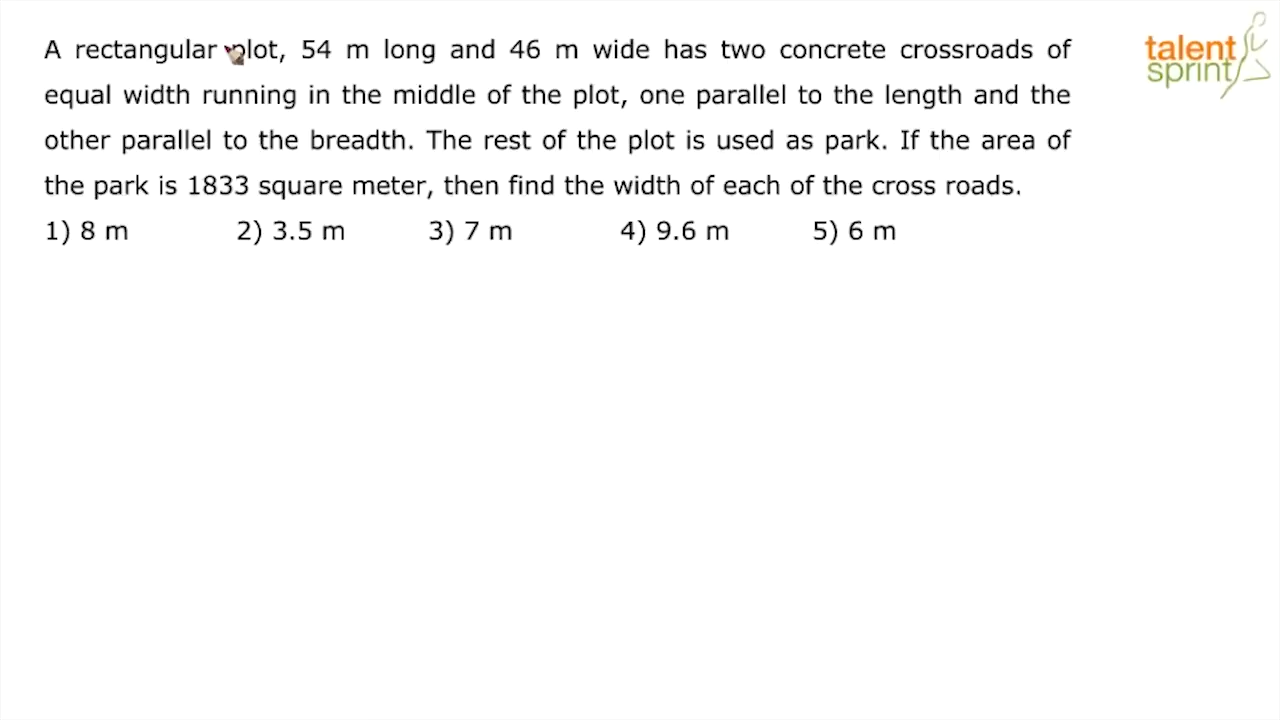 A rectangular plot, 54 m long and 46 m wide has two concrete crossroads of
equal width running in the middle of the plot, one parallel to the length and the
other parallel to the breadth. The rest of the plot is used as park. If the area of
the park is 1833 square meter, then find the width of each of the cross roads.
1) 8 m 2) 3.5 m 3) 7 m 4) 9.6 m 5) 6 m
talent
sprint